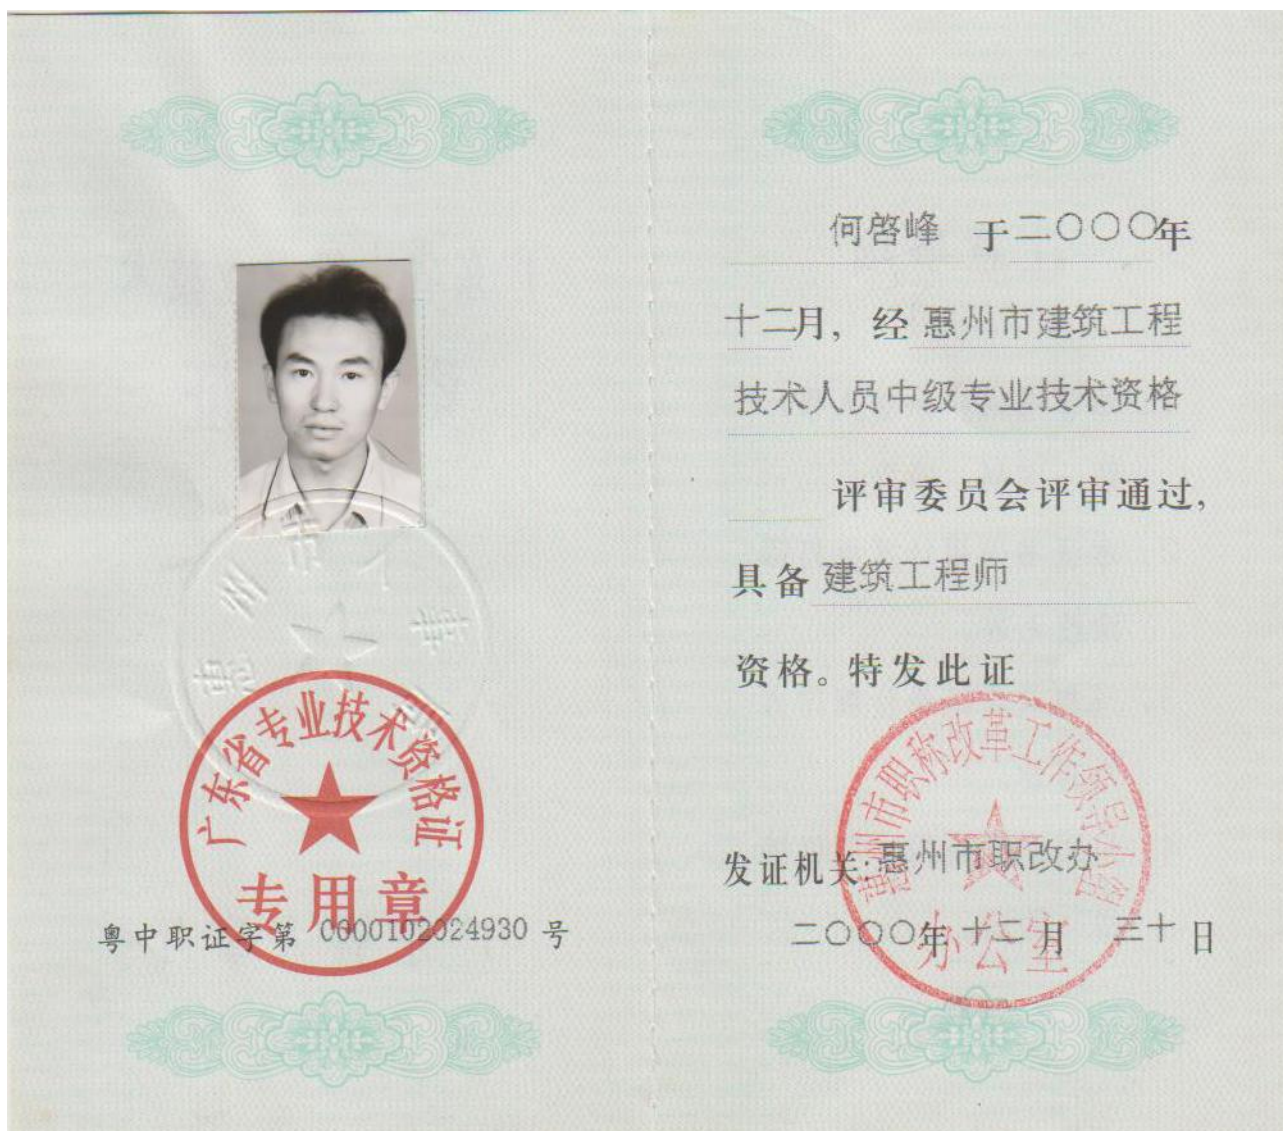 广东省专业技术资格证
专用章
粤中职证字第 0000102024930 号
何啓峰 于二〇〇〇年
十二月，经惠州市建筑工程
技术人员中级专业技术资格
评审委员会评审通过，
具备 建筑工程师
资格。特发此证
惠州市职称改革工作领导小组
办公室
发证机关:惠州市职改办
二〇〇〇年 十二 月 三十 日